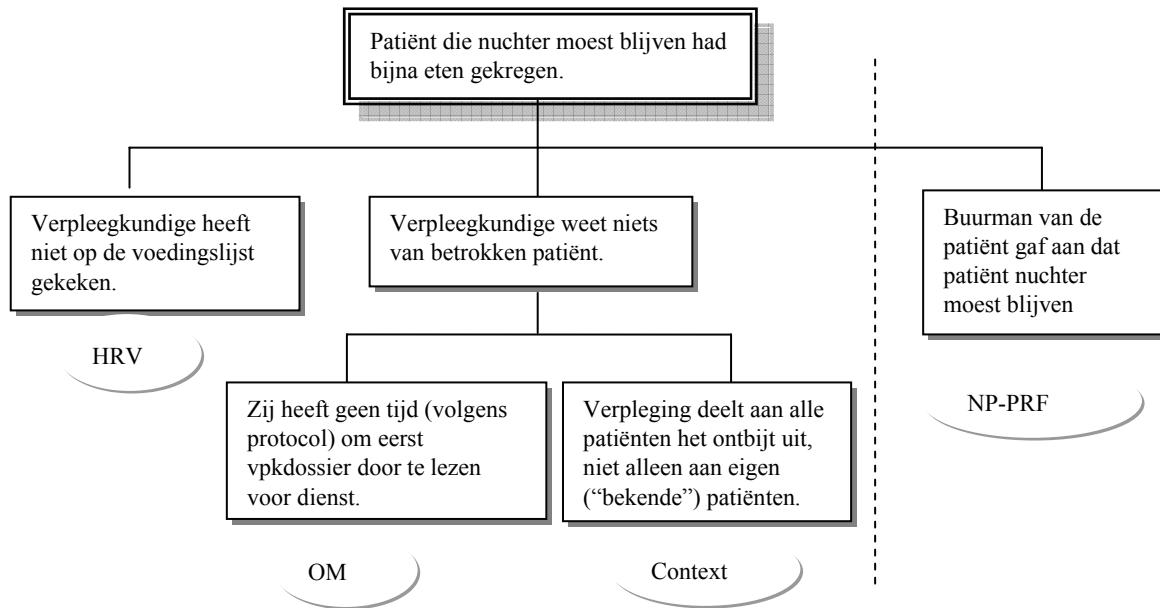 Patiënt die nuchter moest blijven had
bijna eten gekregen.
Verpleegkundige heeft
niet op de voedingslijst
gekeken.
HRV
Verpleegkundige weet niets
van betrokken patiënt.
Buurman van de
patiënt gaf aan dat
patiënt nuchter
moest blijven
NP-PRF
Zij heeft geen tijd (volgens
protocol) om eerst
vpkdossier door te lezen
voor dienst.
OM
Verpleging deelt aan alle
patiënten het ontbijt uit,
niet alleen aan eigen
(“bekende”) patiënten.
Context